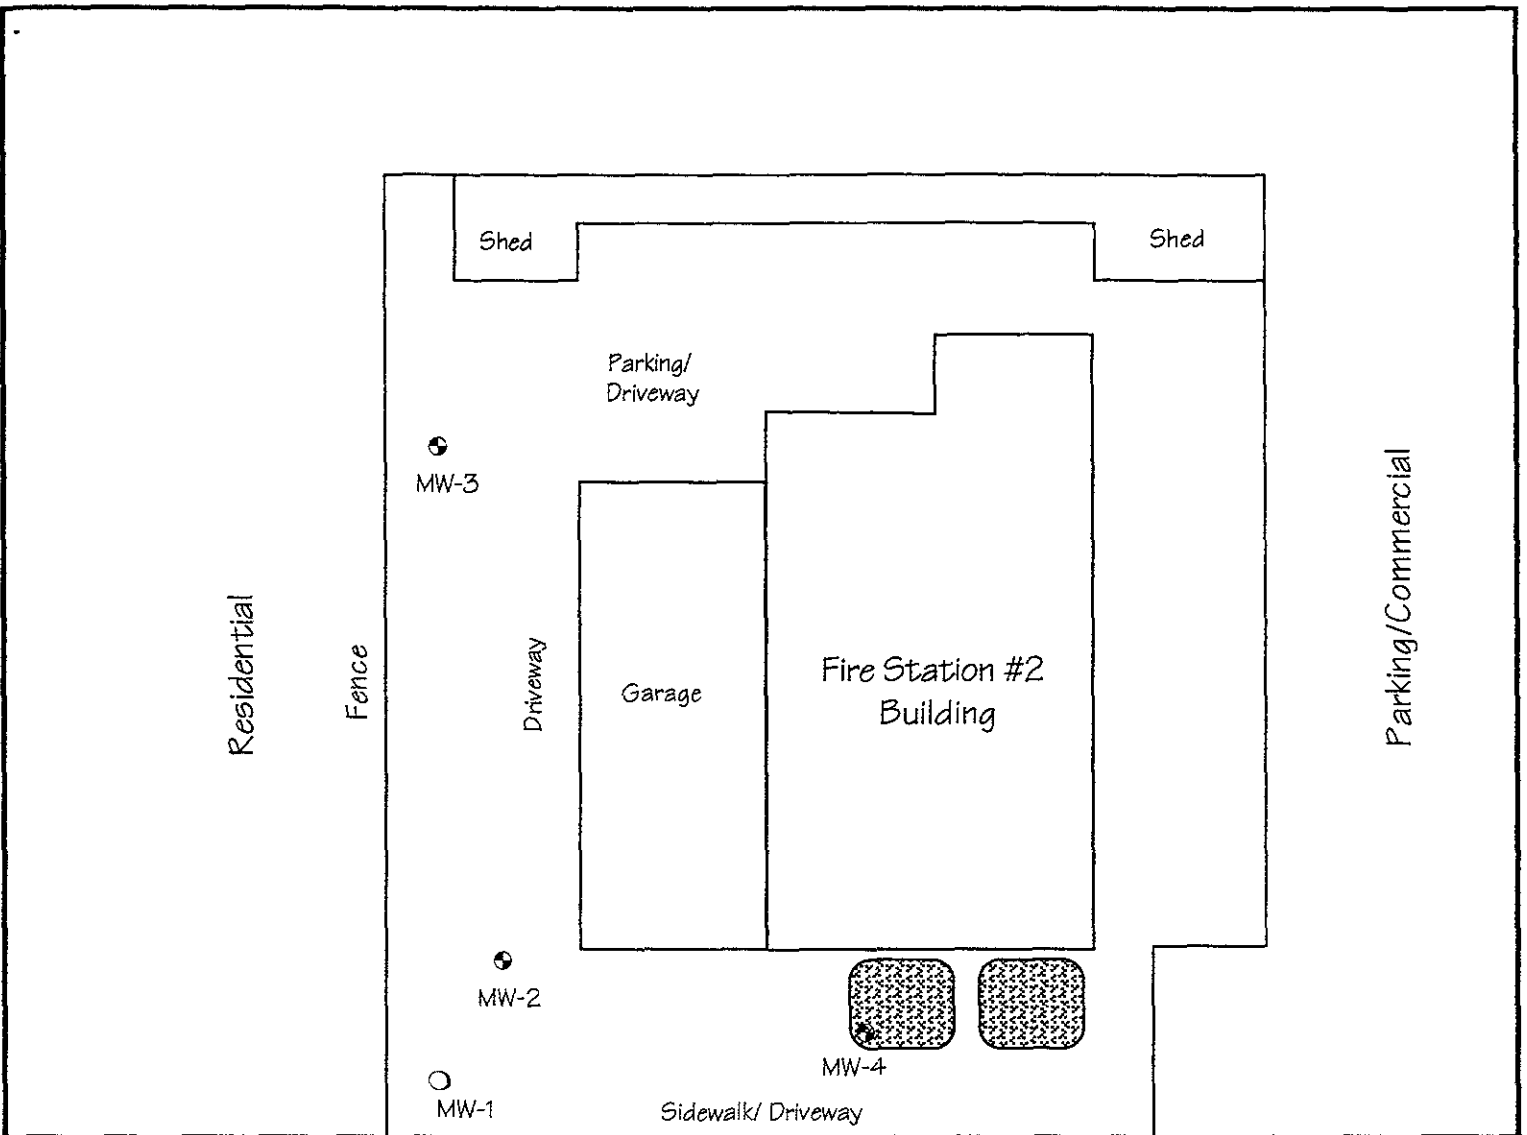 Shed
Shed
Parking/
Driveway
MW-3
Residential
Fence
Driveway
Garage
Fire Station #2
Building
Parking/Commercial
MW-2
MW-4
MW-1
Sidewalk/ Driveway